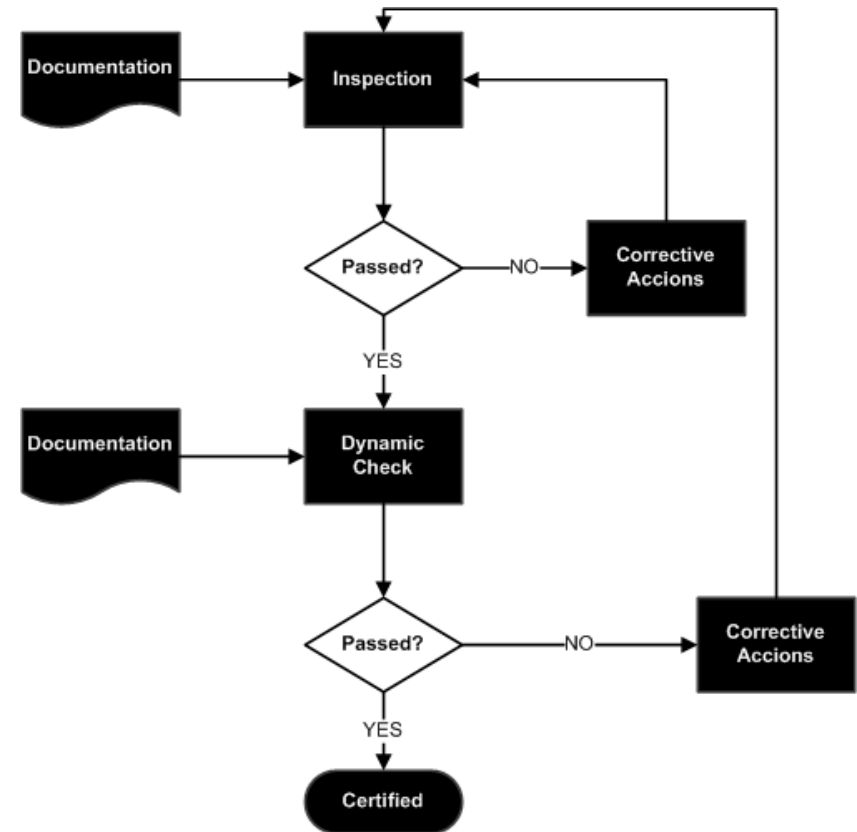 Documentation
Inspection
Passed?
NO
Corrective
Accions
YES
Documentation
Dynamic
Check
Passed?
NO
Corrective
Accions
YES
Certified